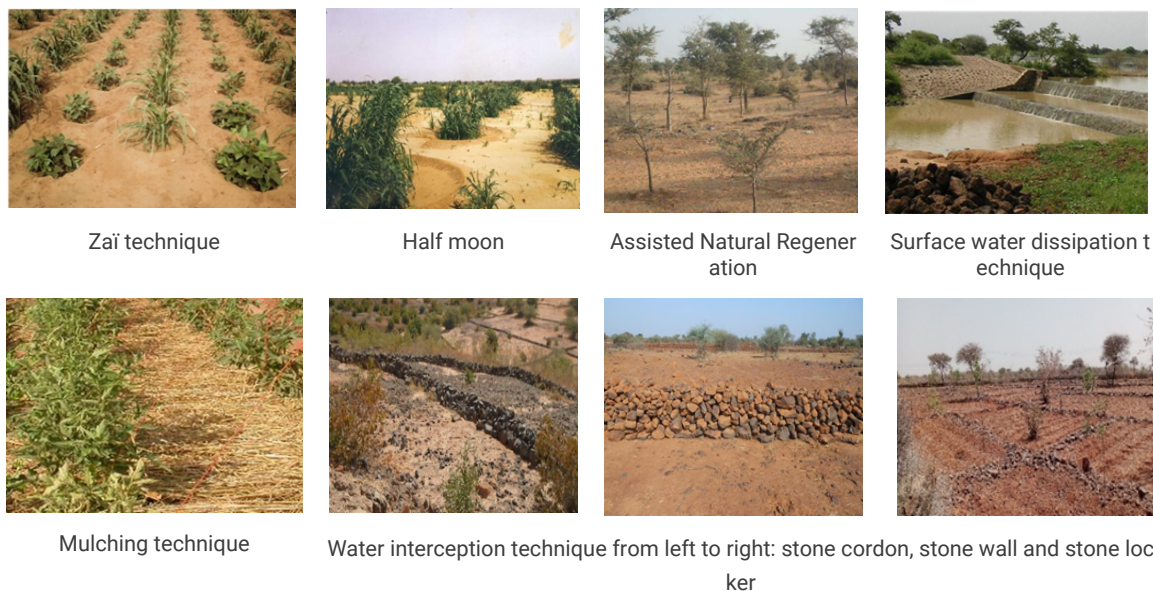 Zaï technique
Half moon
Assisted Natural Regener
ation
Surface water dissipation t
echnique
Mulching technique
Water interception technique from left to right: stone cordon, stone wall and stone loc
ker